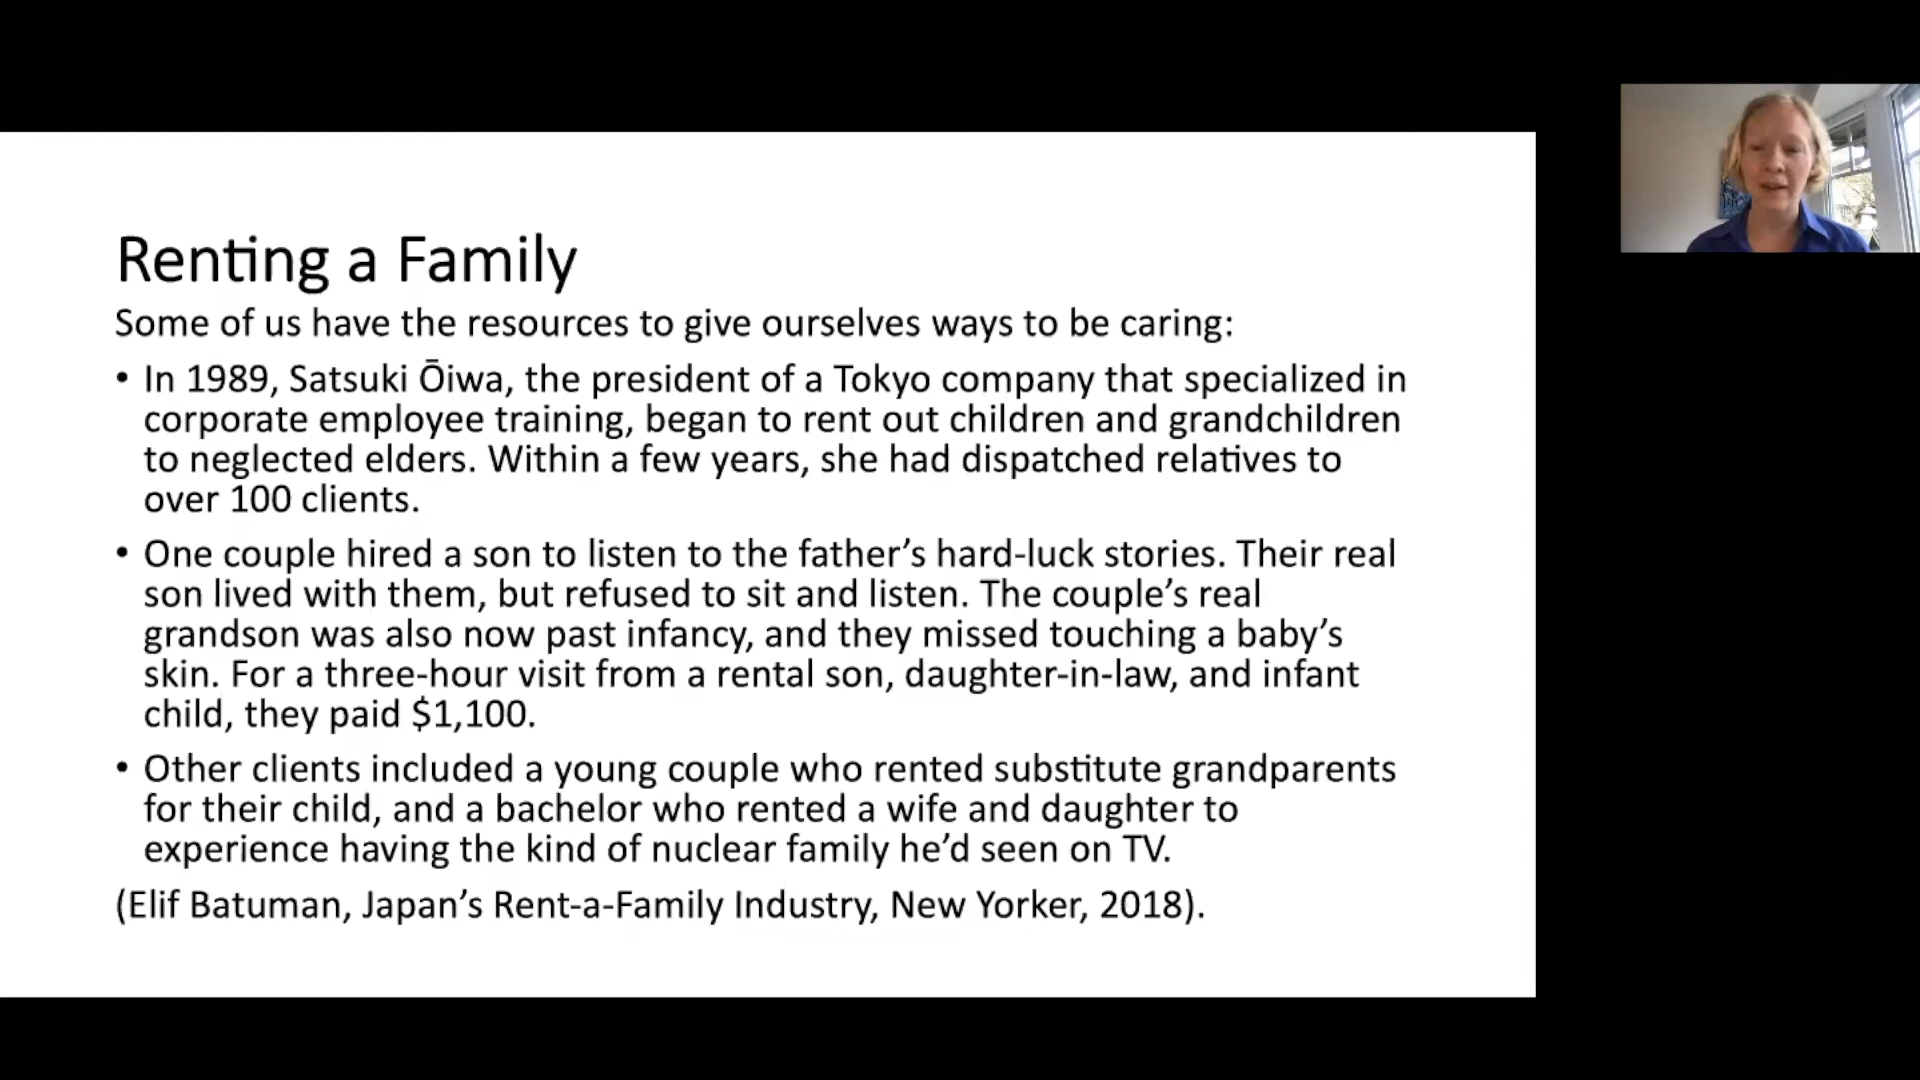 Renting a Family
Some of us have the resources to give ourselves ways to be caring:
• In 1989, Satsuki Ōiwa, the president of a Tokyo company that specialized in
corporate employee training, began to rent out children and grandchildren
to neglected elders. Within a few years, she had dispatched relatives to
over 100 clients.
• One couple hired a son to listen to the father’s hard-luck stories. Their real
son lived with them, but refused to sit and listen. The couple’s real
grandson was also now past infancy, and they missed touching a baby’s
skin. For a three-hour visit from a rental son, daughter-in-law, and infant
child, they paid $1,100.
• Other clients included a young couple who rented substitute grandparents
for their child, and a bachelor who rented a wife and daughter to
experience having the kind of nuclear family he’d seen on TV.
(Elif Batuman, Japan’s Rent-a-Family Industry, New Yorker, 2018).